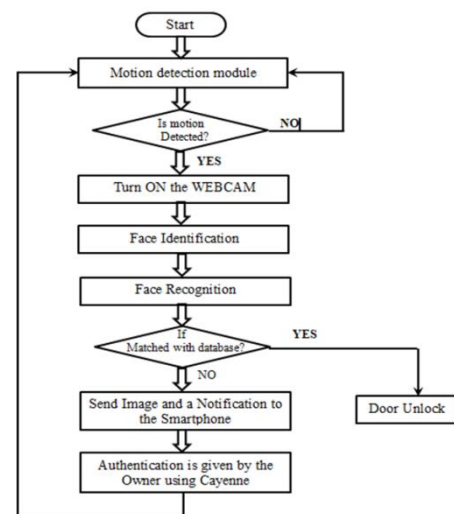 Start
Motion detection module
Is motion
Detected?
NO
YES
Turn ON the WEBCAM
Face Identification
Face Recognition
If
Matched with database?
YES
NO
Send Image and a Notification to
the Smartphone
Door Unlock
Authentication is given by the
Owner using Cayenne